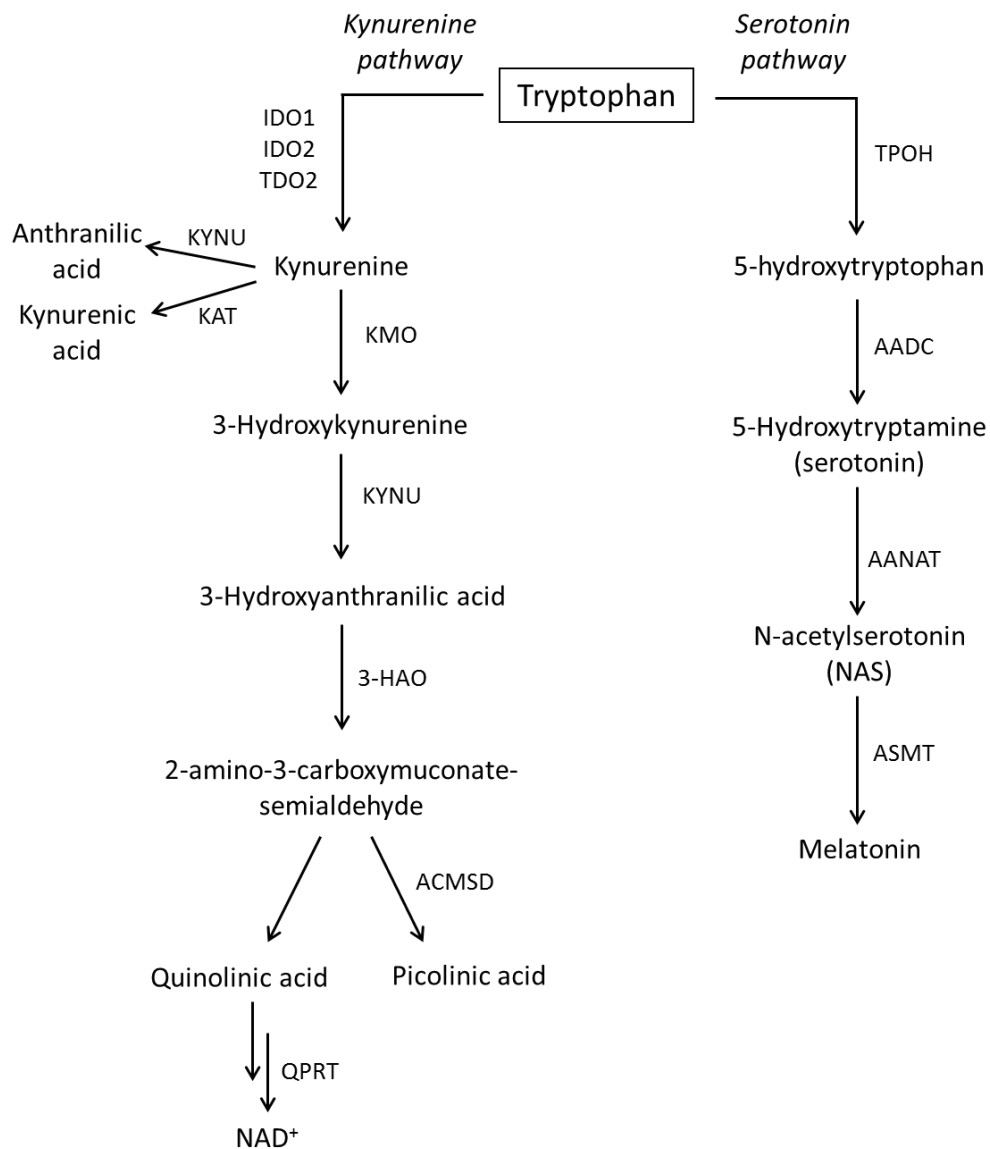 Kynurenine
pathway
Serotonin
pathway
Tryptophan
IDO1
IDO2
TDO2
TPOH
Anthranilic
acid
KYNU
Kynurenine
5-hydroxytryptophan
Kynurenic
acid
KAT
KMO
AADC
3-Hydroxykynurenine
5-Hydroxytryptamine
(serotonin)
KYNU
AANAT
3-Hydroxyanthranilic acid
N-acetylserotonin
(NAS)
3-HAO
ASMT
2-amino-3-carboxymuconate-
semialdehyde
Melatonin
ACMSD
Quinolinic acid
Picolinic acid
QPRT
NAD⁺